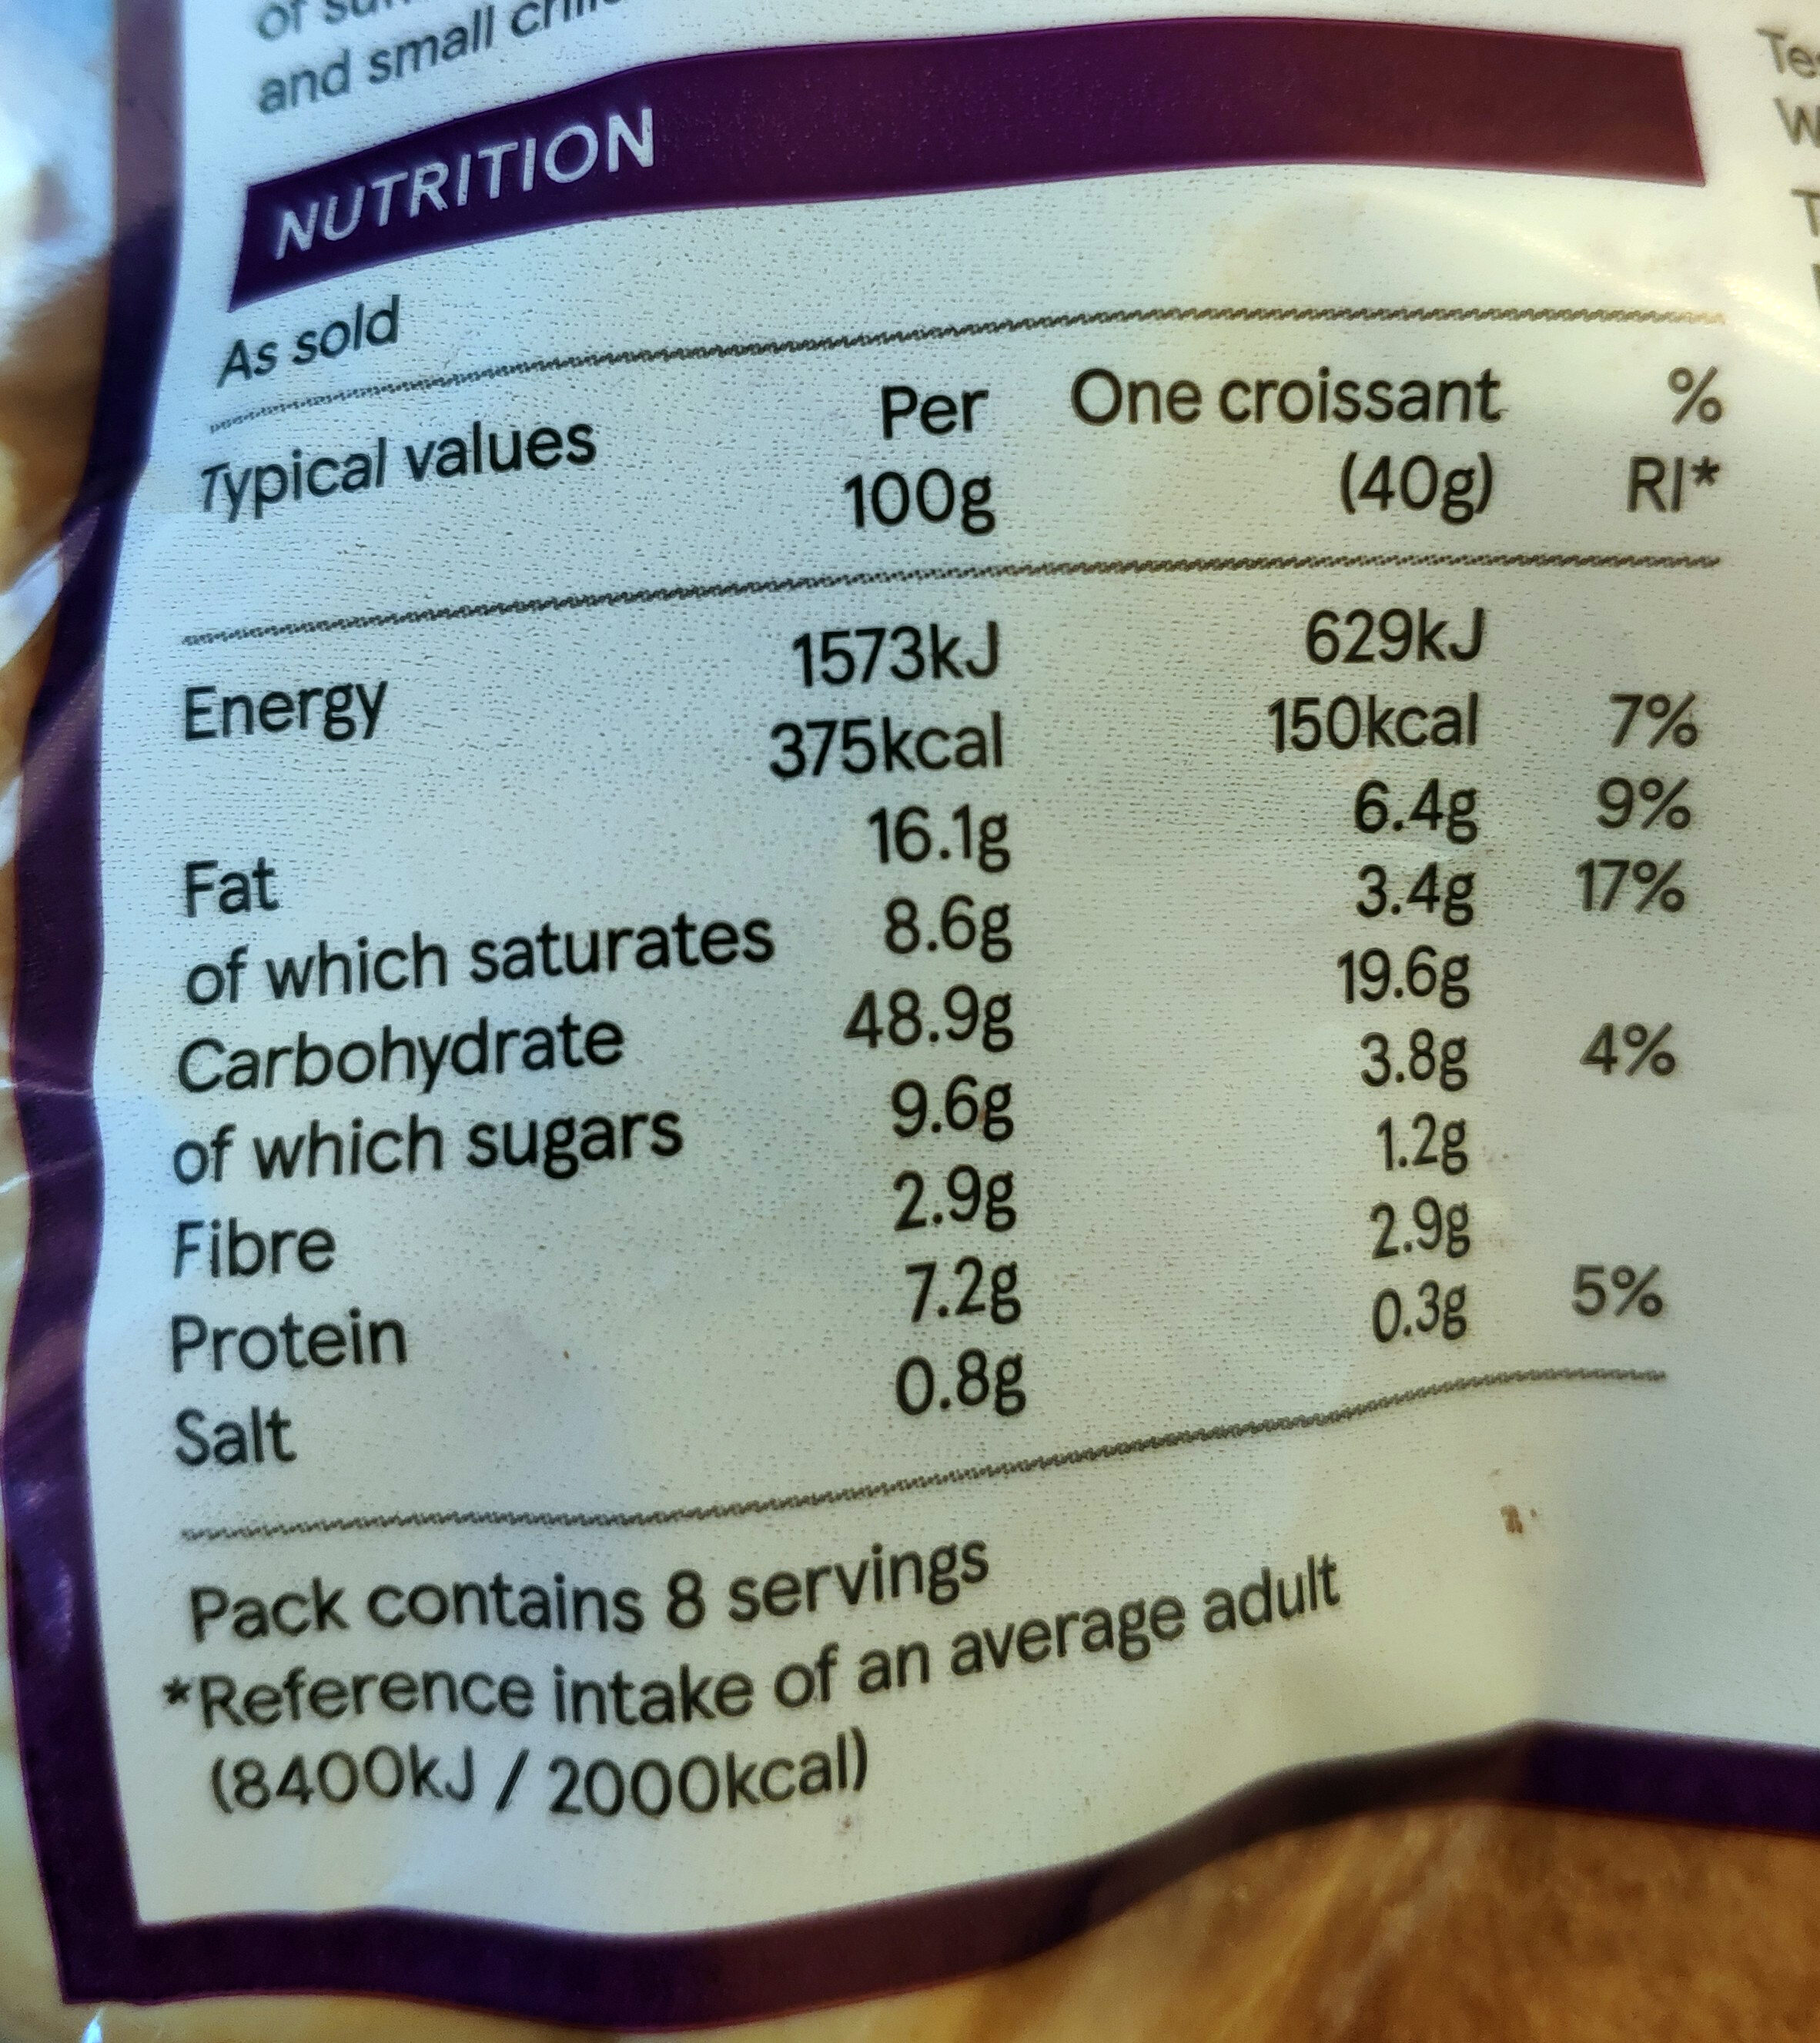 and small
NUTRITION
As sold
Typical values Per One croissant %
100g (40g) RI*
Energy 1573kJ 629kJ
375kcal 150kcal 7%
Fat 16.1g 6.4g 9%
of which saturates 8.6g 3.4g 17%
Carbohydrate 48.9g 19.6g
of which sugars 9.6g 3.8g 4%
Fibre 2.9g 1.2g
Protein 7.2g 2.9g
Salt 0.8g 0.3g 5%
Pack contains 8 servings
*Reference intake of an average adult
(8400kJ / 2000kcal)